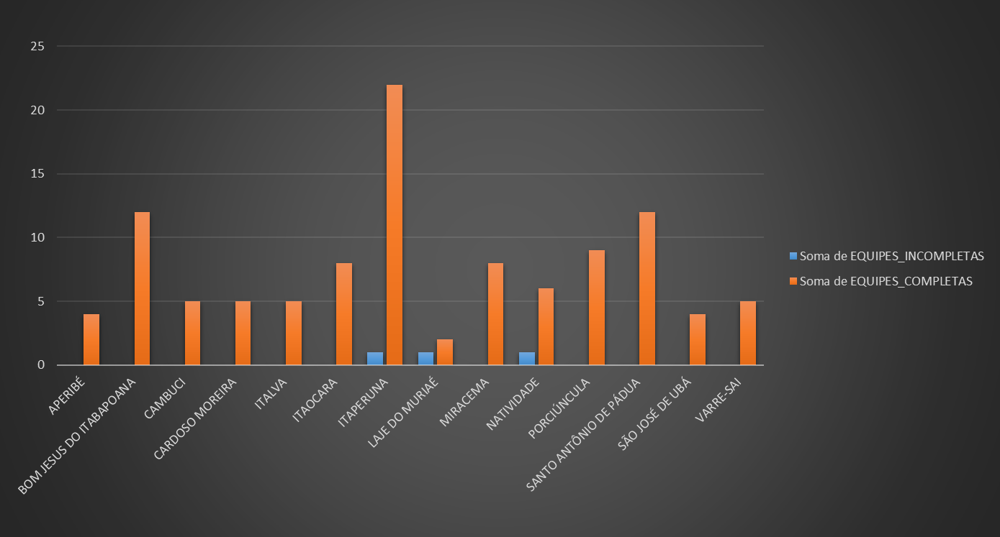 25
20
15
10
5
0
APERIBÉ
BOM JESUS DO ITABAPOANA
CAMBUCI
CARDOSO MOREIRA
ITALVA
ITAOCARA
ITAPERUNA
LAJE DO MURIAÉ
MIRACEMA
NATIVIDADE
PORCIÚNCULA
SANTO ANTÔNIO DE PÁDUA
SÃO JOSÉ DE UBÁ
VARRE-SAI
Soma de EQUIPES_INCOMPLETAS
Soma de EQUIPES_COMPLETAS